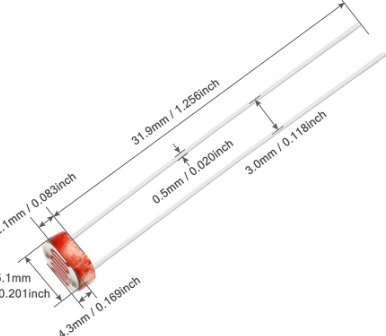 31.9mm / 1.256inch
0.5mm / 0.020inch
3.0mm / 0.118inch
.1mm / 0.083inch
5.1mm
0.201inch
4.3mm / 0.169inch